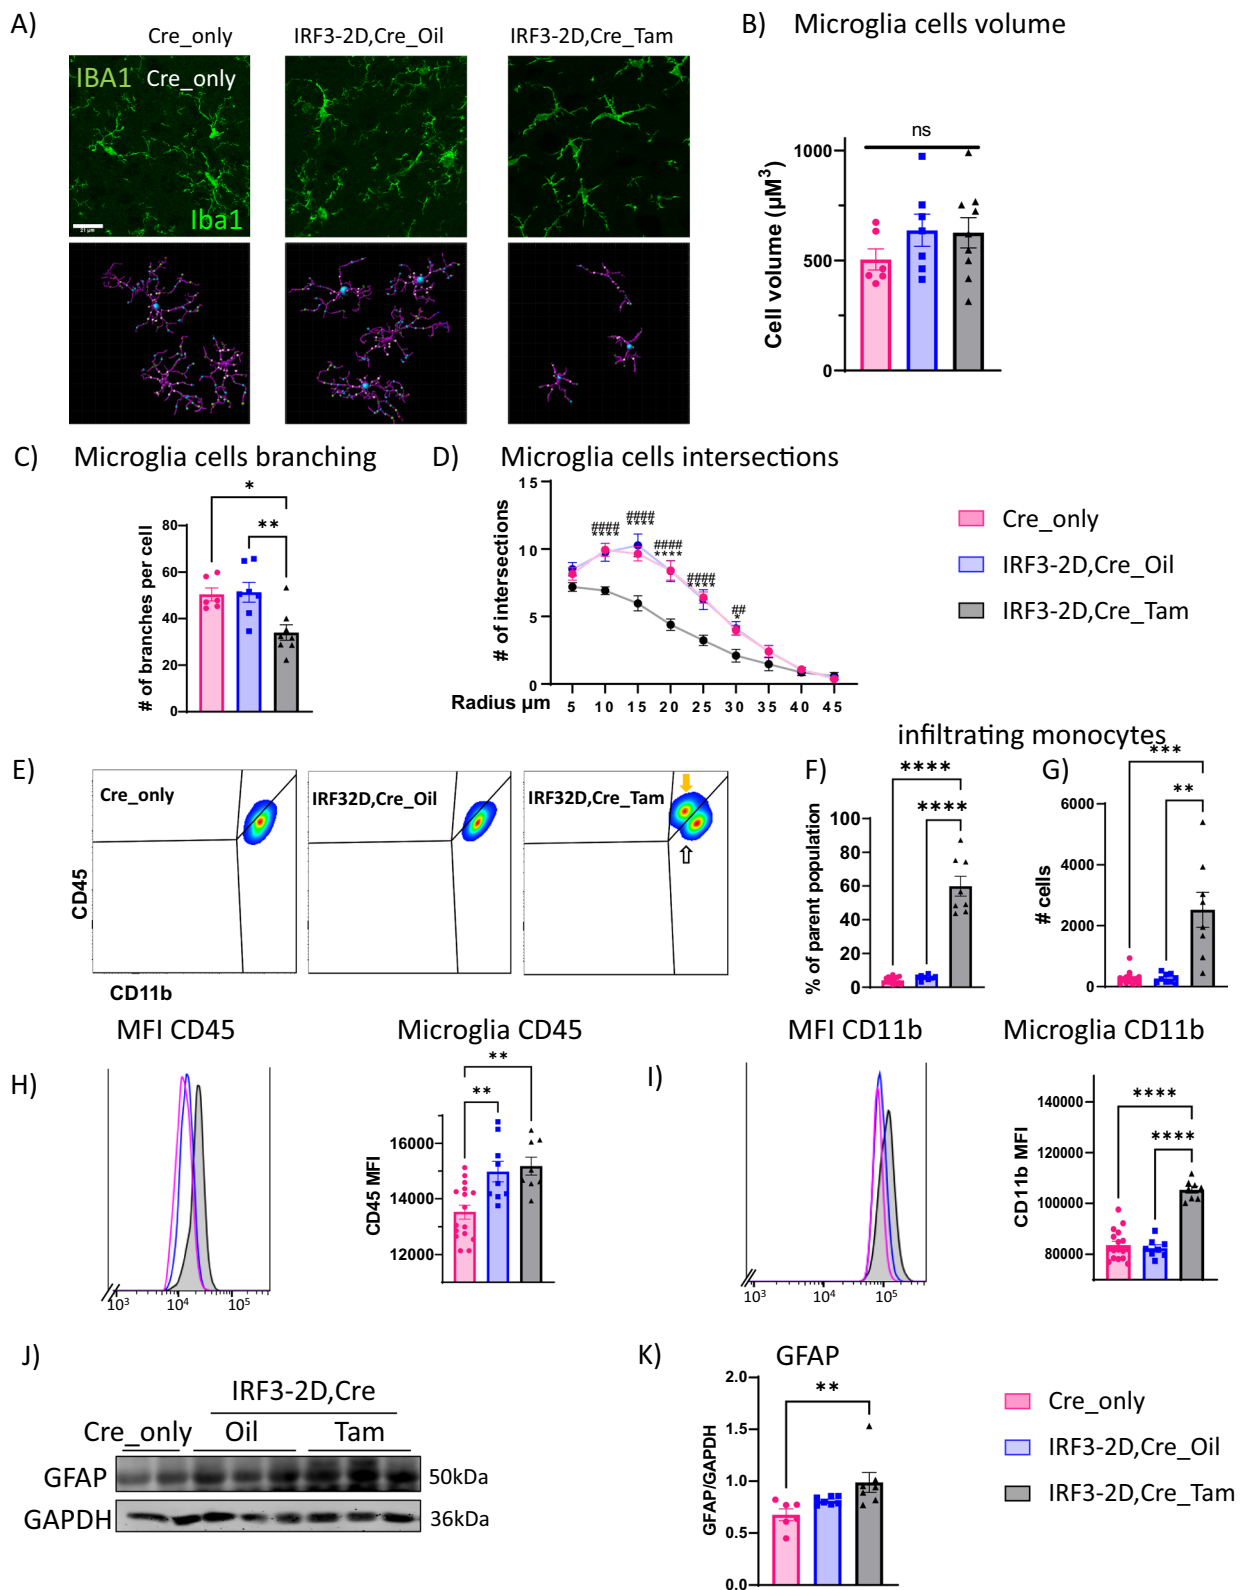 A)
Cre_only IRF3-2D,Cre_Oil IRF3-2D,Cre_Tam
IBA1 Cre_only
Iba1
21 µm
B) Microglia cells volume
ns
Cell volume (µM³)
1000
500
0
C) Microglia cells branching
*
**
# of branches per cell
80
60
40
20
0
D) Microglia cells intersections
# of intersections
15
10
5
0
####
****
####
****
####
****
####
****
##
*
Radius µm 5 10 15 20 25 30 35 40 45
Cre_only
IRF3-2D,Cre_Oil
IRF3-2D,Cre_Tam
E)
Cre_only
IRF32D,Cre_Oil
IRF32D,Cre_Tam
CD45
CD11b
infiltrating monocytes
F)
****
****
% of parent population
100
80
60
40
20
0
G)
***
**
# cells
6000
4000
2000
0
H)
MFI CD45
10³ 10⁴ 10⁵
Microglia CD45
**
**
CD45 MFI
16000
14000
12000
I)
MFI CD11b
10³ 10⁴ 10⁵
Microglia CD11b
****
****
CD11b MFI
140000
120000
100000
80000
J)
IRF3-2D,Cre
Cre_only Oil Tam
GFAP 50kDa
GAPDH 36kDa
K) GFAP
**
GFAP/GAPDH
2.0
1.5
1.0
0.5
0.0
Cre_only
IRF3-2D,Cre_Oil
IRF3-2D,Cre_Tam